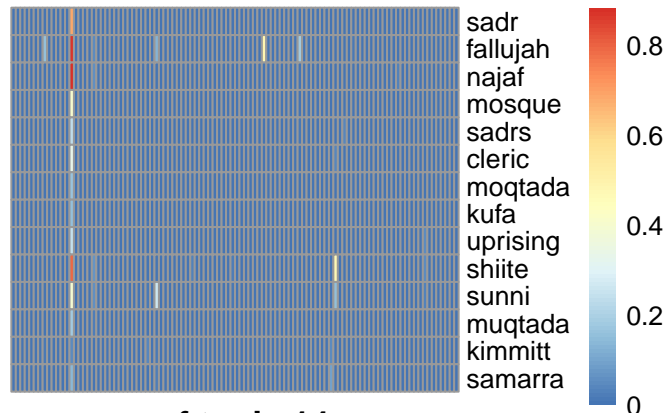 sadr
fallujah
najaf
mosque
sadrs
cleric
moqtada
kufa
uprising
shiite
sunni
muqtada
kimmitt
samarra
0.8
0.6
0.4
0.2
0